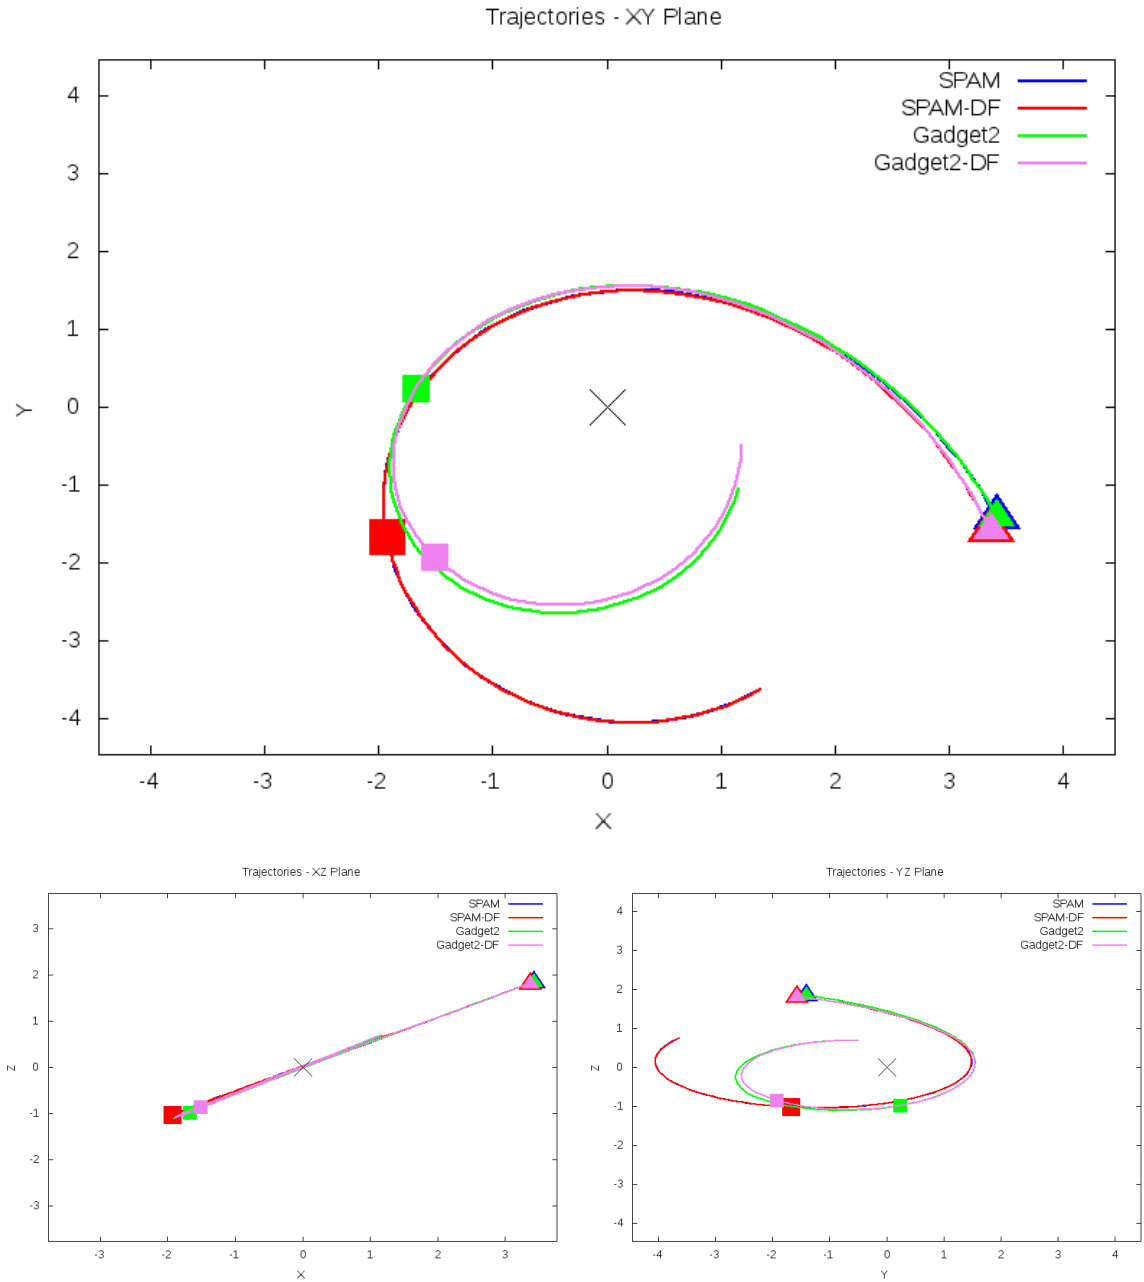 Trajectories - XY Plane
SPAM
SPAM-DF
Gadget2
Gadget2-DF
4
3
2
1
0
-1
-2
-3
-4
Y
-4 -3 -2 -1 0 1 2 3 4
X
Trajectories - XZ Plane
SPAM
SPAM-DF
Gadget2
Gadget2-DF
3
2
1
0
-1
-2
-3
Z
-3 -2 -1 0 1 2 3
X
Trajectories - YZ Plane
SPAM
SPAM-DF
Gadget2
Gadget2-DF
4
3
2
1
0
-1
-2
-3
-4
Z
-4 -3 -2 -1 0 1 2 3 4
Y